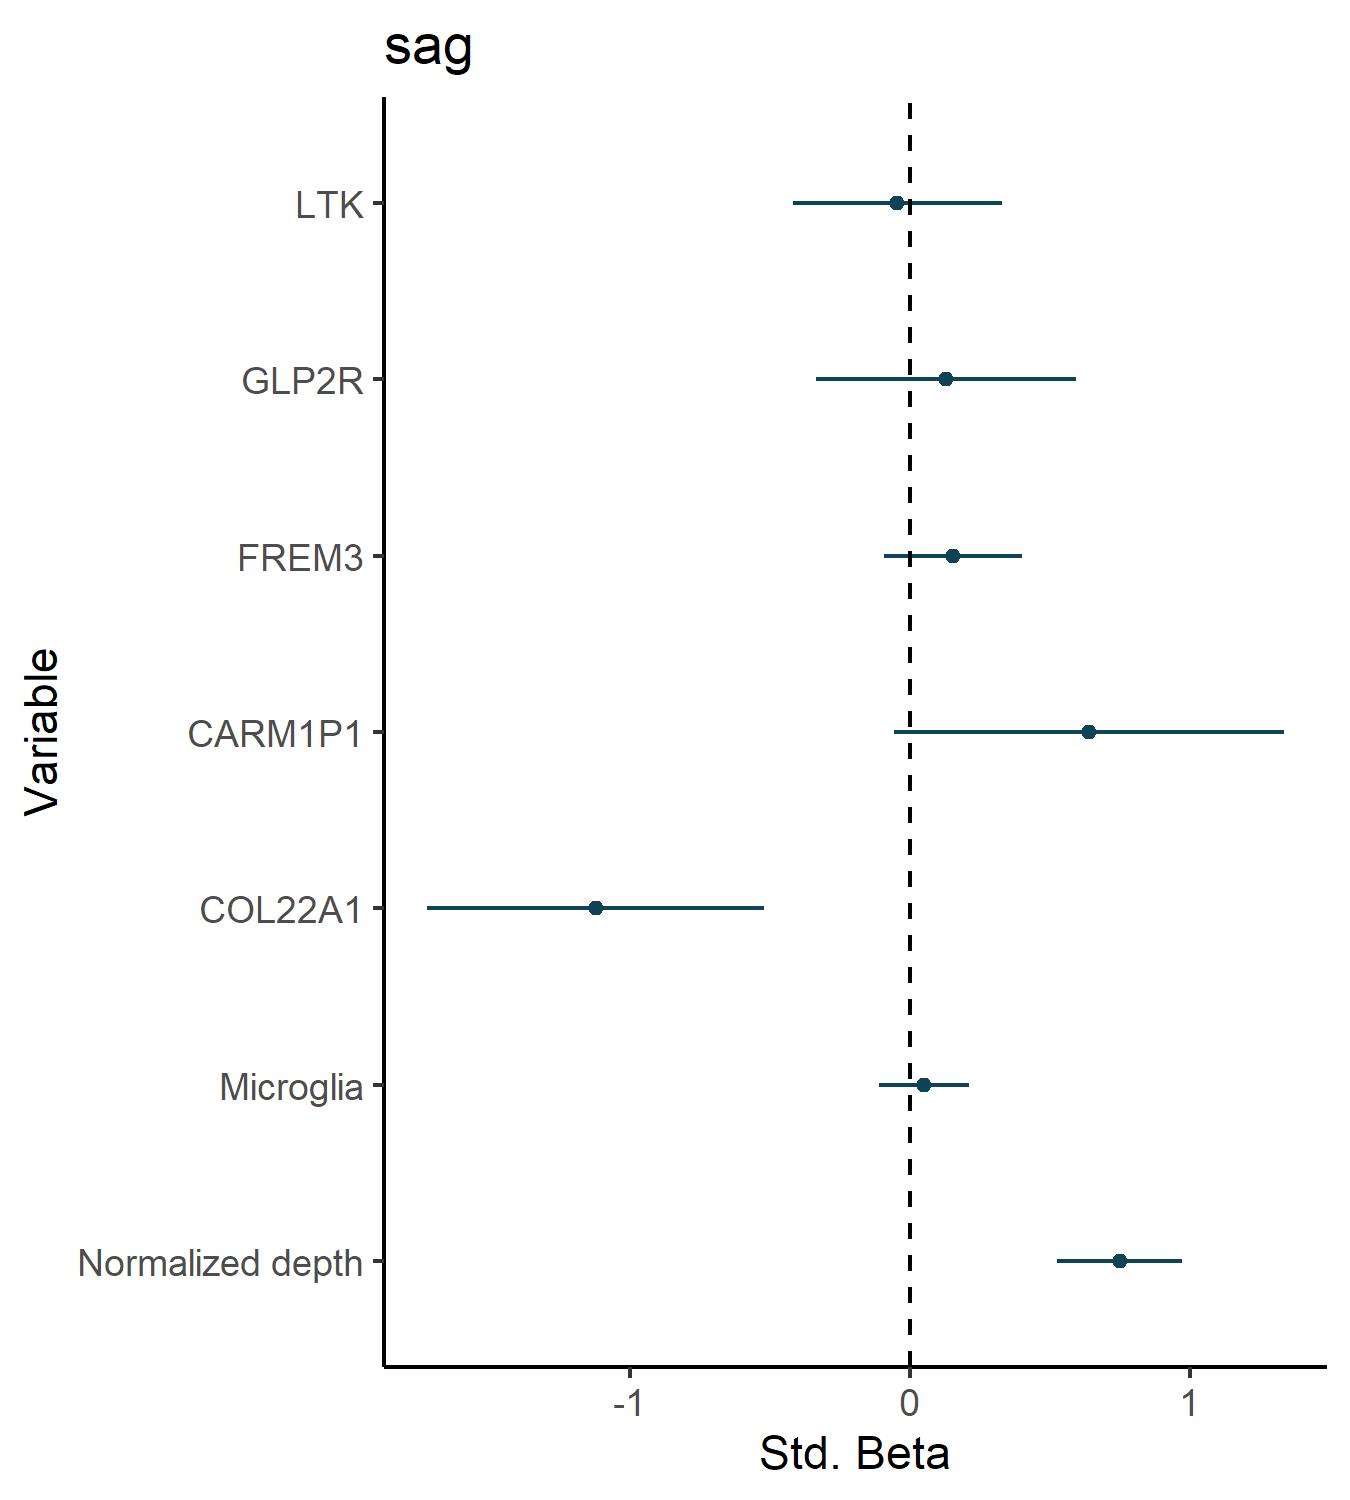 sag
LTK
GLP2R
FREM3
CARM1P1
COL22A1
Microglia
Normalized depth
Variable
-1 0 1
Std. Beta